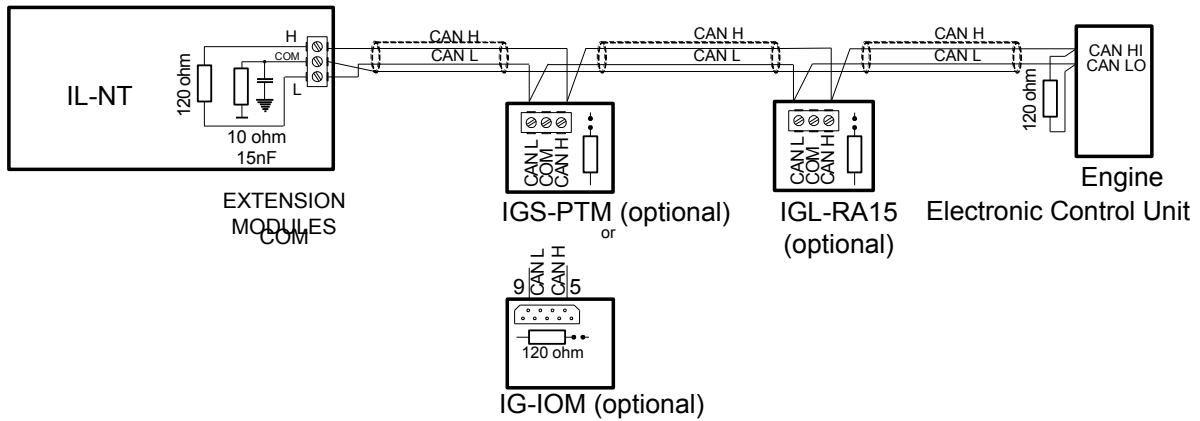 IL-NT
120 ohm
H
COM
L
10 ohm
15nF
EXTENSION
MODULES
COM
CAN H
CAN L
CAN H
CAN L
CAN H
CAN L
CAN L
COM
CAN H
IGS-PTM (optional)
or
9 CAN L CAN H 5
120 ohm
IG-IOM (optional)
CAN L
COM
CAN H
IGL-RA15
(optional)
120 ohm
CAN HI
CAN LO
Engine
Electronic Control Unit